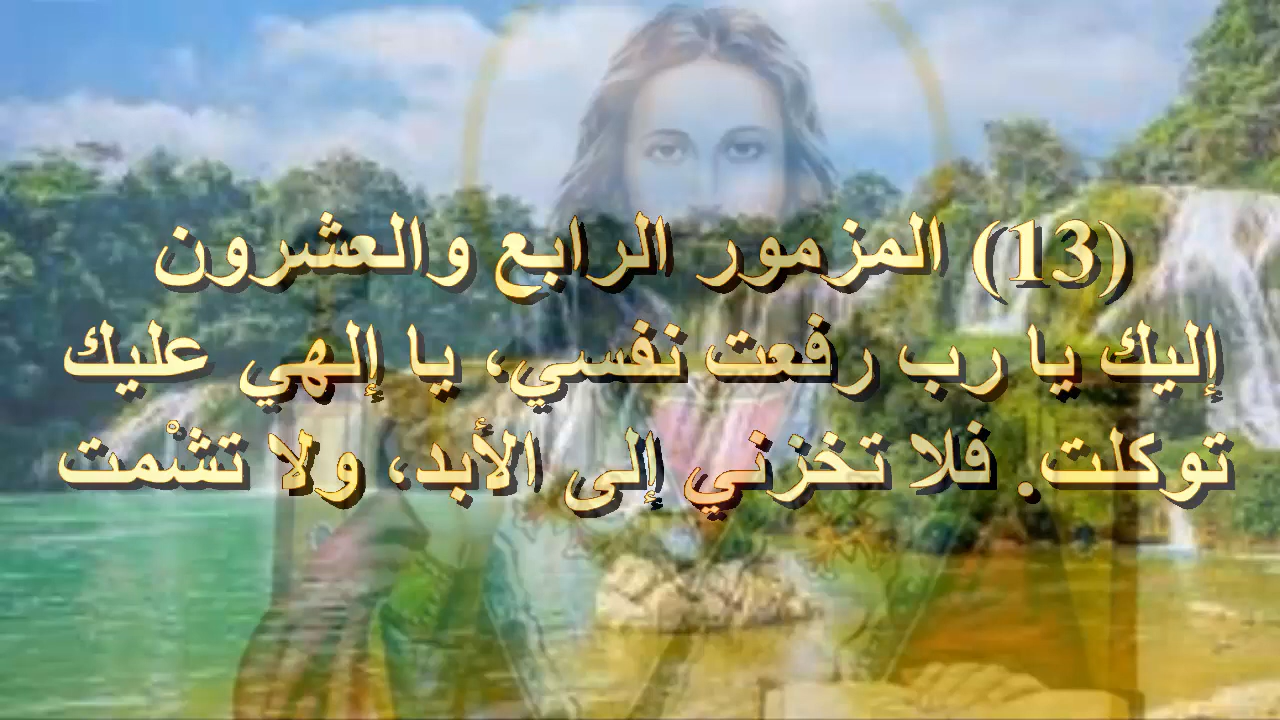 (13) المزمور الرابع والعشرون
إليك يا رب رفعت نفسي، يا إلهي عليك
توكلت. فلا تخزني إلى الأبد، ولا تشْمت